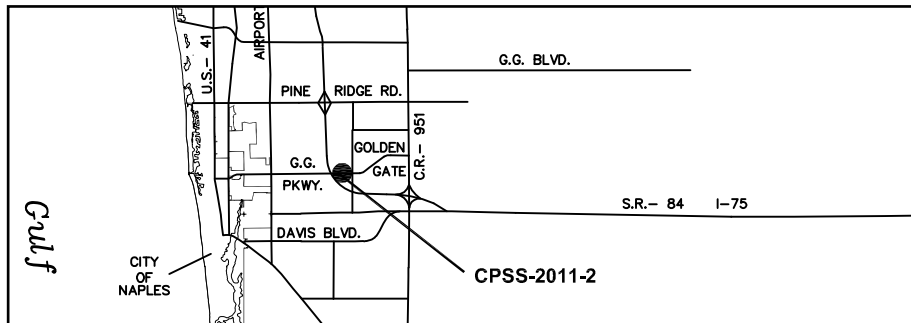 U.S.- 41
AIRPORT
G.G. BLVD.
PINE RIDGE RD.
C.R.- 951
GOLDEN
GATE
G.G.
PKWY.
S.R.- 84 I-75
DAVIS BLVD.
Gulf
CITY
OF
NAPLES
CPSS-2011-2